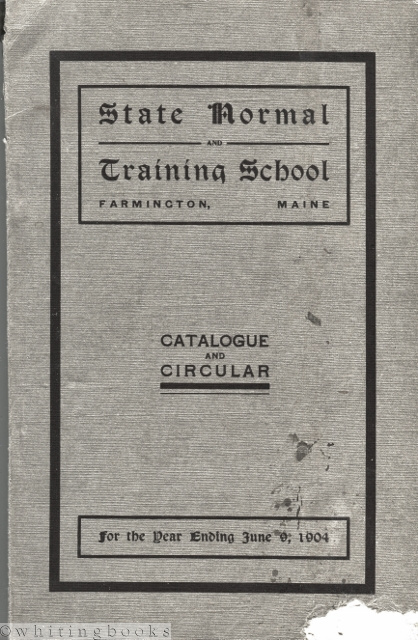 State Normal
AND
Training School
FARMINGTON, MAINE
CATALOGUE
AND
CIRCULAR
For the Year Ending June 9, 1904
©whitingbooks